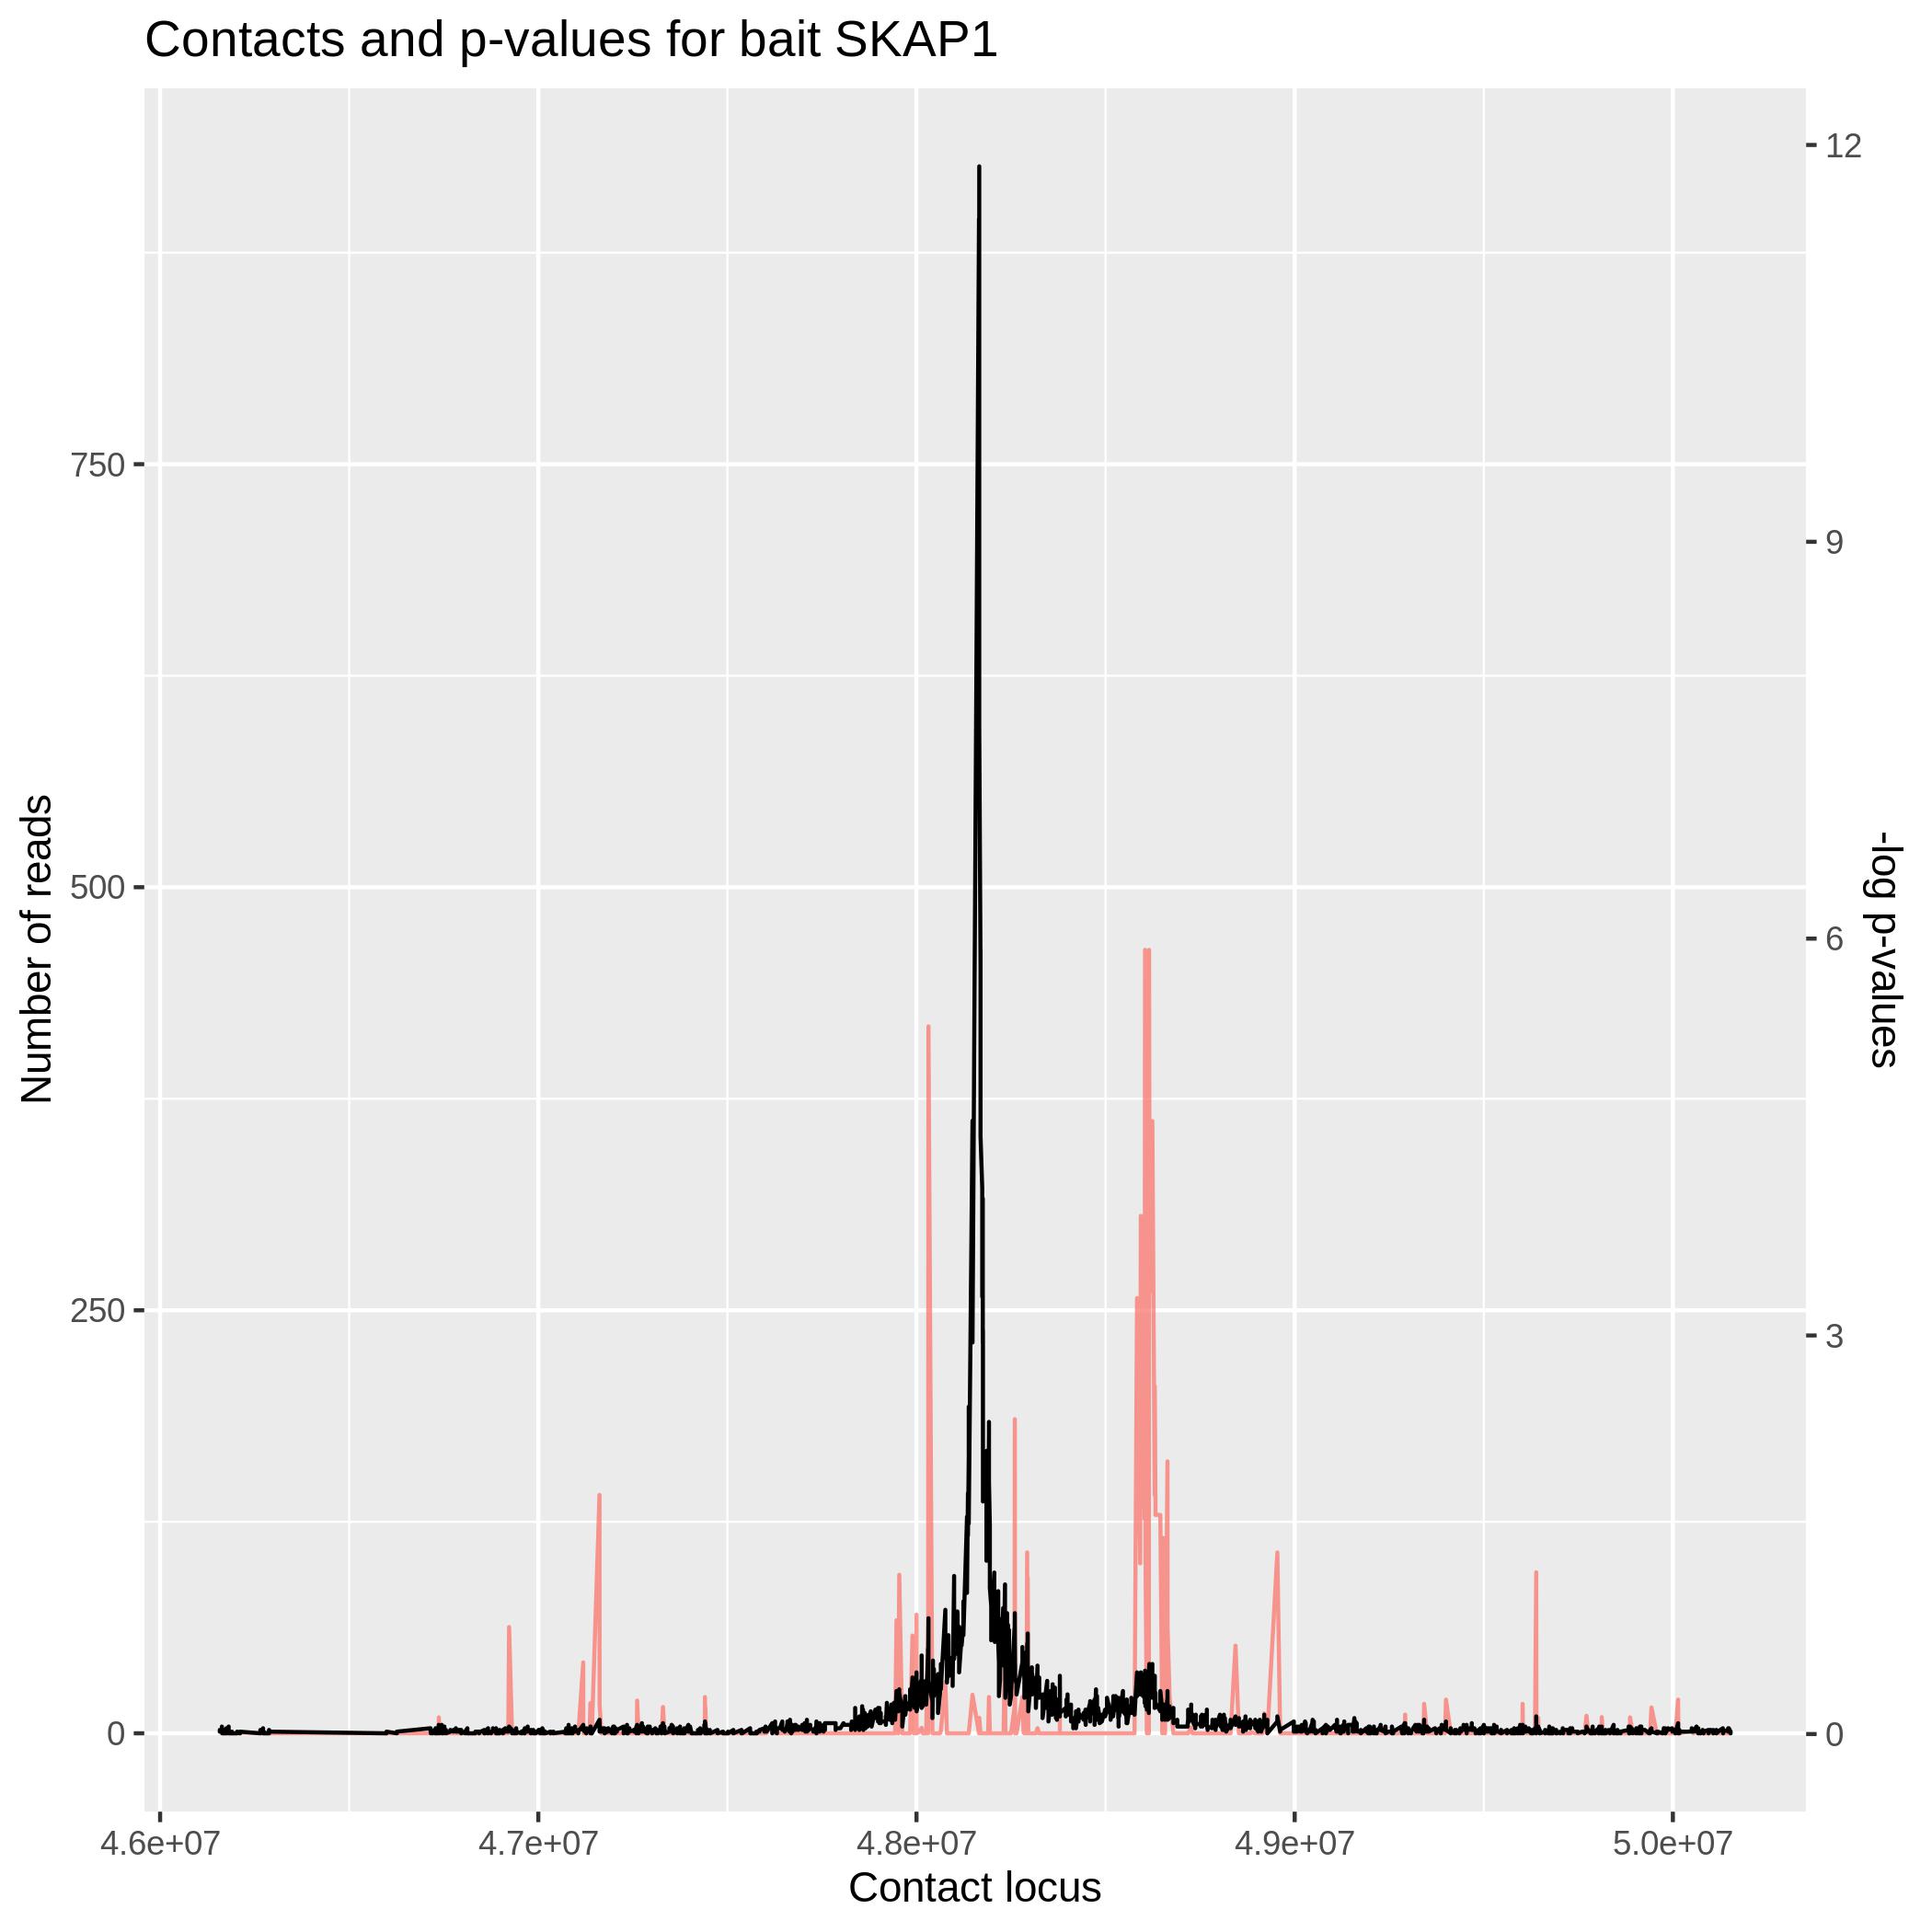 Contacts and p-values for bait SKAP1
12
750
9
Number of reads
500
6
-log p-values
250
3
0
0
4.6e+07
4.7e+07
4.8e+07
4.9e+07
5.0e+07
Contact locus